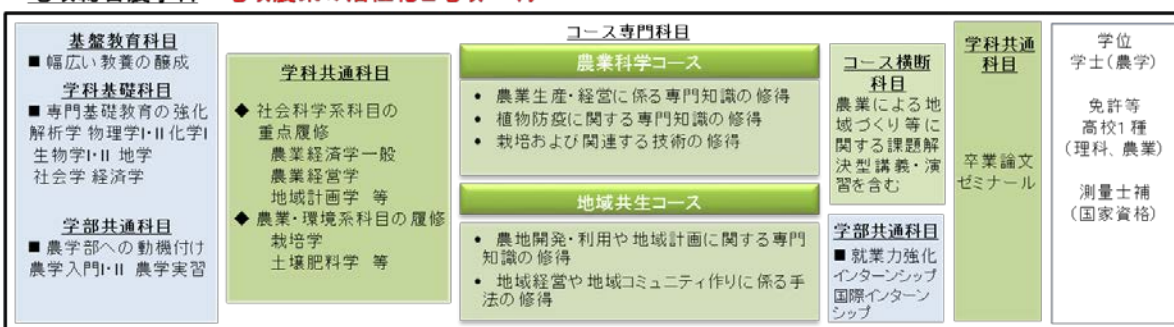 基盤教育科目
■ 幅広い教養の醸成
学科基礎科目
■ 専門基礎教育の強化
解析学 物理学Ⅰ・Ⅱ 化学Ⅰ
生物学Ⅰ・Ⅱ 地学
社会学 経済学
学部共通科目
■ 農学部への動機付け
農学入門Ⅰ・Ⅱ 農学実習
学科共通科目
◆ 社会科学系科目の
重点履修
農業経済学一般
農業経営学
地域計画学 等
◆ 農業・環境系科目の履修
栽培学
土壌肥料学 等
コース専門科目
農業科学コース
• 農業生産・経営に係る専門知識の修得
• 植物防疫に関する専門知識の修得
• 栽培および関連する技術の修得
地域共生コース
• 農地開発・利用や地域計画に関する専門
知識の修得
• 地域経営や地域コミュニティ作りに係る手
法の修得
コース横断
科目
農業による地
域づくり等に
関する課題解
決型講義・演
習を含む
学部共通科目
■ 就業力強化
インターンシップ
国際インターン
シップ
学科共通
科目
卒業論文
ゼミナール
学位
学士(農学)
免許等
高校1種
(理科、農業)
測量士補
(国家資格)